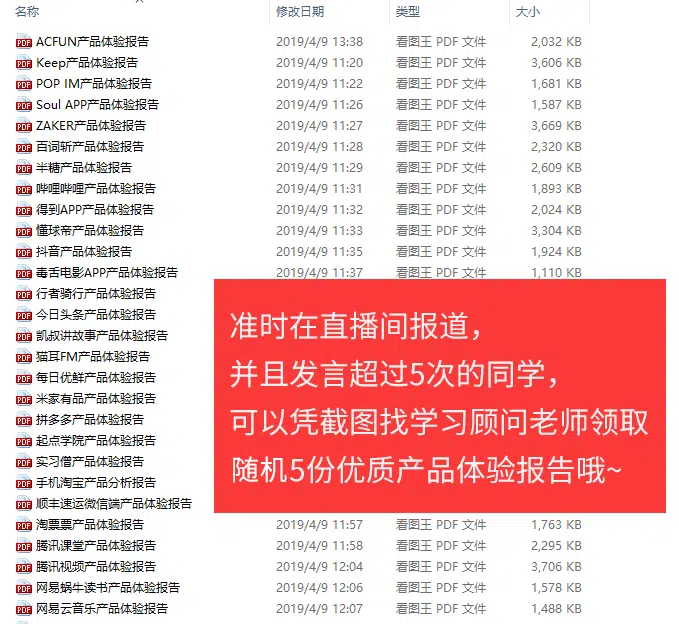 名称 修改日期 类型 大小
ACFUN产品体验报告 2019/4/9 13:38 看图王 PDF 文件 2,032 KB
Keep产品体验报告 2019/4/9 11:20 看图王 PDF 文件 3,606 KB
POP IM产品体验报告 2019/4/9 11:22 看图王 PDF 文件 1,681 KB
Soul APP产品体验报告 2019/4/9 11:26 看图王 PDF 文件 1,587 KB
ZAKER产品体验报告 2019/4/9 11:27 看图王 PDF 文件 3,669 KB
百词斩产品体验报告 2019/4/9 11:28 看图王 PDF 文件 2,320 KB
半糖产品体验报告 2019/4/9 11:29 看图王 PDF 文件 2,609 KB
哔哩哔哩产品体验报告 2019/4/9 11:31 看图王 PDF 文件 1,893 KB
得到APP产品体验报告 2019/4/9 11:32 看图王 PDF 文件 2,024 KB
懂球帝产品体验报告 2019/4/9 11:33 看图王 PDF 文件 3,304 KB
抖音产品体验报告 2019/4/9 11:35 看图王 PDF 文件 1,924 KB
毒舌电影APP产品体验报告 2019/4/9 11:37 看图王 PDF 文件 1,110 KB
行者骑行产品体验报告
今日头条产品体验报告
凯叔讲故事产品体验报告
猫耳FM产品体验报告
每日优鲜产品体验报告
米家有品产品体验报告
拼多多产品体验报告
起点学院产品体验报告
实习僧产品体验报告
手机淘宝产品分析报告
顺丰速运微信端产品体验报告
准时在直播间报道，
并且发言超过5次的同学，
可以凭截图找学习顾问老师领取
随机5份优质产品体验报告哦~
淘票票产品体验报告 2019/4/9 11:57 看图王 PDF 文件 1,763 KB
腾讯课堂产品体验报告 2019/4/9 11:58 看图王 PDF 文件 2,295 KB
腾讯视频产品体验报告 2019/4/9 12:04 看图王 PDF 文件 3,706 KB
网易蜗牛读书产品体验报告 2019/4/9 12:06 看图王 PDF 文件 1,578 KB
网易云音乐产品体验报告 2019/4/9 12:07 看图王 PDF 文件 1,488 KB